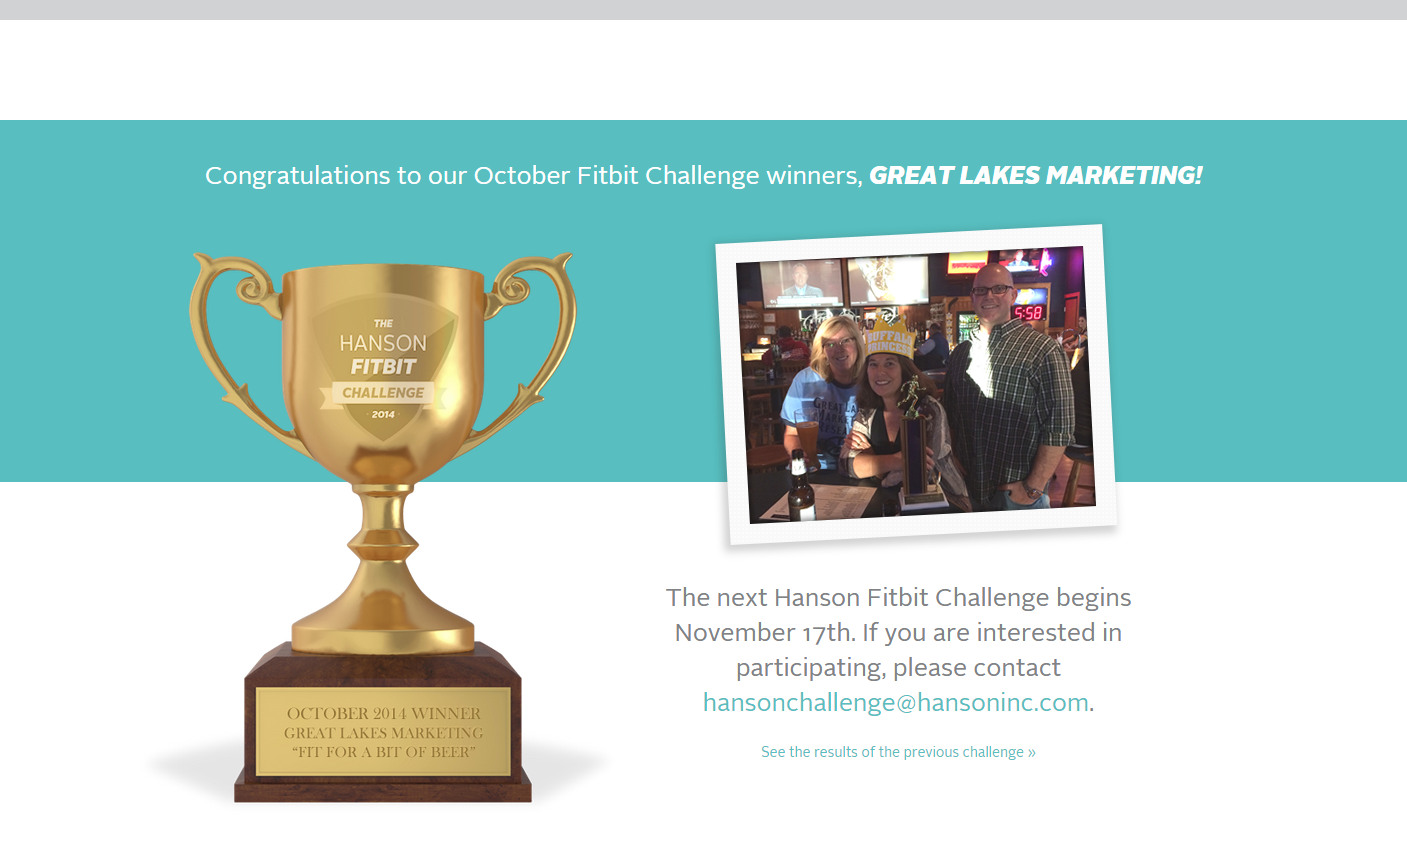 Congratulations to our October Fitbit Challenge winners, GREAT LAKES MARKETING!
THE
HANSON
FITBIT
CHALLENGE
2014
BUFFALO
PRINCESS
5:58
The next Hanson Fitbit Challenge begins
November 17th. If you are interested in
participating, please contact
hansonchallenge@hansoninc.com.
See the results of the previous challenge »
OCTOBER 2014 WINNER
GREAT LAKES MARKETING
“FIT FOR A BIT OF BEER”